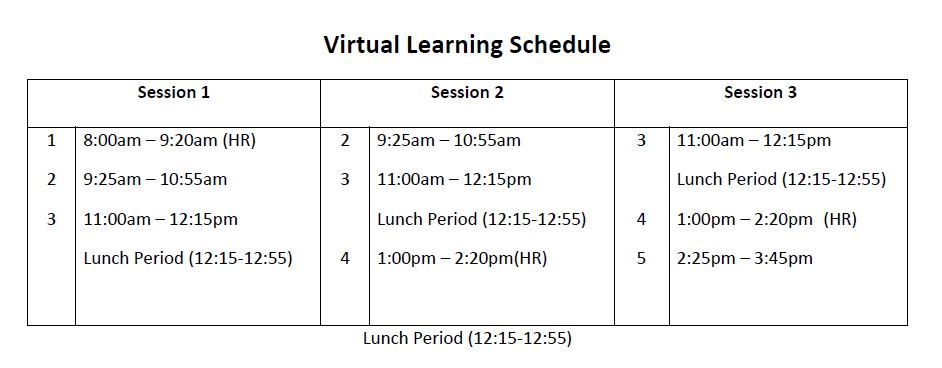 Virtual Learning Schedule
Session 1 Session 2 Session 3
1 8:00am – 9:20am (HR) 2 9:25am – 10:55am 3 11:00am – 12:15pm
2 9:25am – 10:55am 3 11:00am – 12:15pm Lunch Period (12:15-12:55)
3 11:00am – 12:15pm Lunch Period (12:15-12:55) 4 1:00pm – 2:20pm (HR)
Lunch Period (12:15-12:55) 4 1:00pm – 2:20pm(HR) 5 2:25pm – 3:45pm
Lunch Period (12:15-12:55)